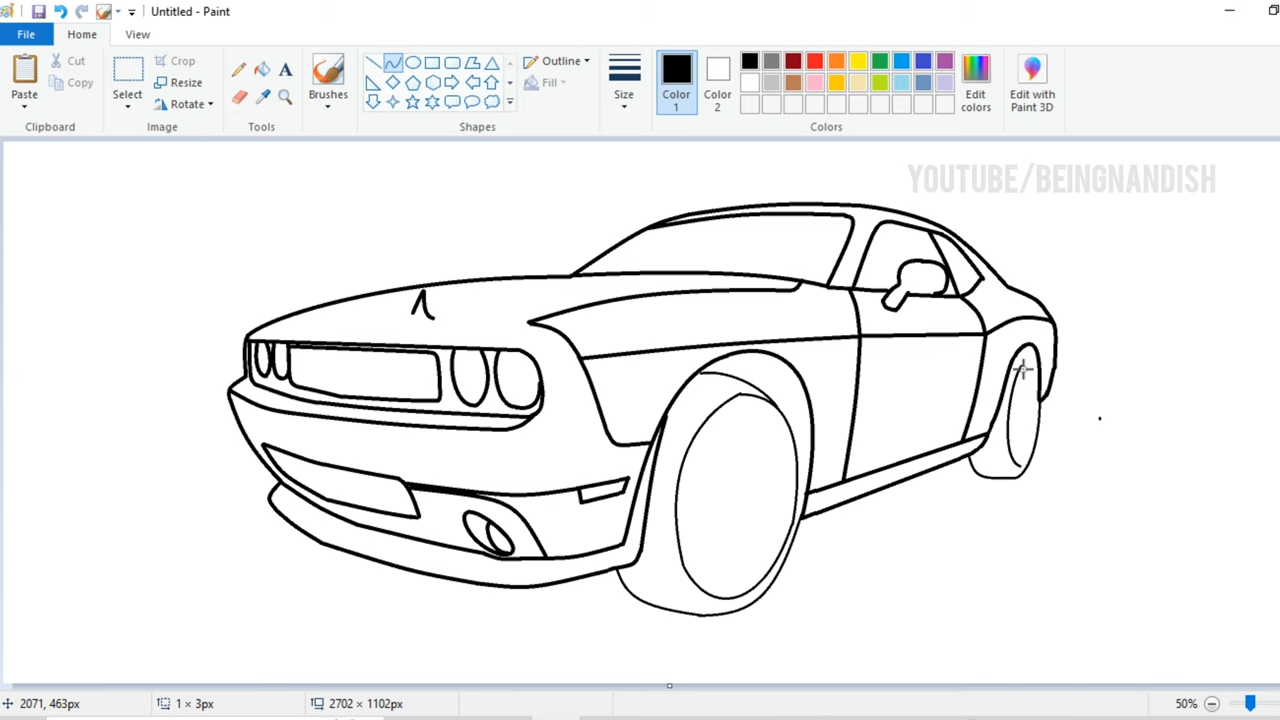 Untitled - Paint
File
Home
View
Paste
Cut
Copy
Clipboard
Select
Crop
Resize
Rotate
Image
A
Tools
Brushes
Outline
Fill
Shapes
Size
Color
1
Color
2
Edit
colors
Colors
Edit with
Paint 3D
YOUTUBE/BEINGNANDISH
2071, 463px
1 × 3px
2702 × 1102px
50%